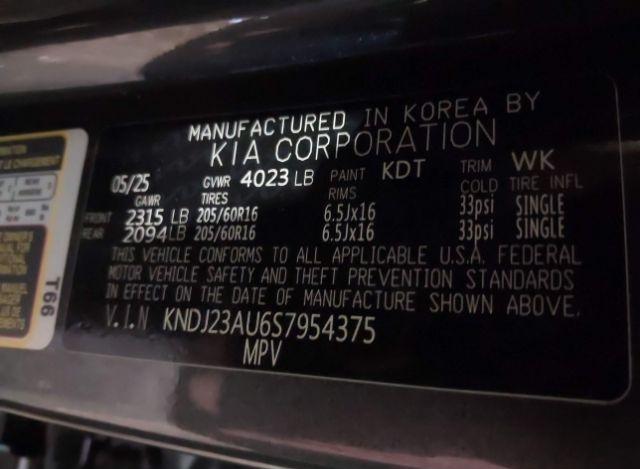 MANUFACTURED IN KOREA BY
KIA CORPORATION
05/25 GVWR 4023 LB PAINT KDT TRIM WK
GAWR TIRES RIMS COLD TIRE INFL
FRONT 2315 LB 205/60R16 6.5Jx16 33psi SINGLE
REAR 2094LB 205/60R16 6.5Jx16 33psi SINGLE
THIS VEHICLE CONFORMS TO ALL APPLICABLE U.S.A. FEDERAL
MOTOR VEHICLE SAFETY AND THEFT PREVENTION STANDARDS
IN EFFECT ON THE DATE OF MANUFACTURE SHOWN ABOVE.
V.I.N KNDJ23AU6S7954375
MPV
T66